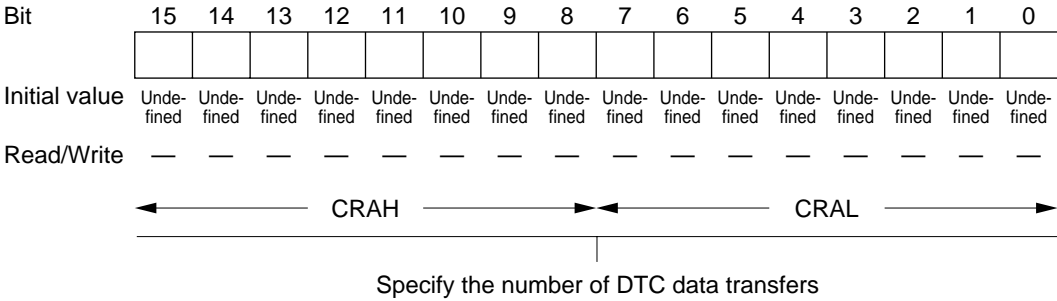 Bit 15 14 13 12 11 10 9 8 7 6 5 4 3 2 1 0
Initial value Unde- Unde- Unde- Unde- Unde- Unde- Unde- Unde- Unde- Unde- Unde- Unde- Unde- Unde- Unde- Unde-
fined fined fined fined fined fined fined fined fined fined fined fined fined fined fined fined
Read/Write — — — — — — — — — — — — — — — —
CRAH CRAL
Specify the number of DTC data transfers